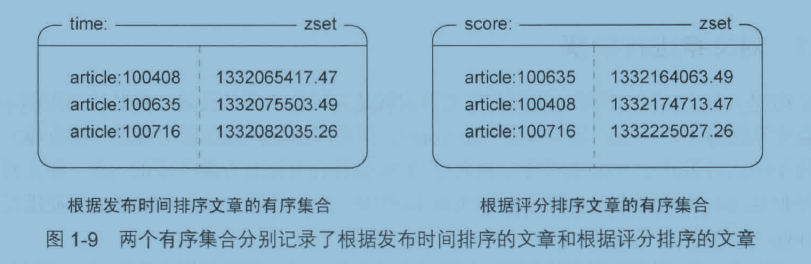 time: zset
article:100408 1332065417.47
article:100635 1332075503.49
article:100716 1332082035.26
score: zset
article:100635 1332164063.49
article:100408 1332174713.47
article:100716 1332225027.26
根据发布时间排序文章的有序集合
根据评分排序文章的有序集合
图 1-9 两个有序集合分别记录了根据发布时间排序的文章和根据评分排序的文章